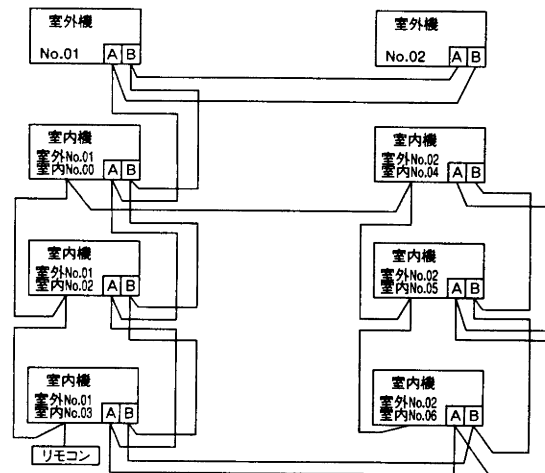 室外機
No.01
A B
室外機
No.02
A B
室内機
室外No.01
室内No.00
A B
室内機
室外No.02
室内No.04
A B
室内機
室外No.01
室内No.02
A B
室内機
室外No.02
室内No.05
A B
室内機
室外No.01
室内No.03
A B
リモコン
室内機
室外No.02
室内No.06
A B